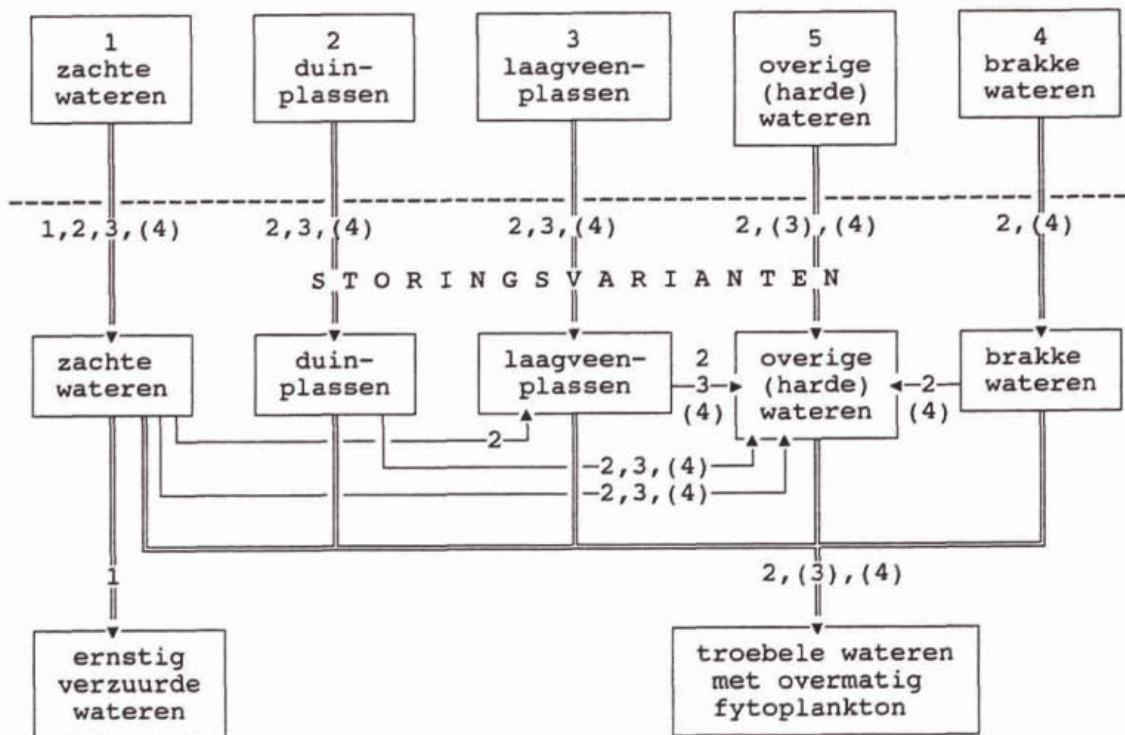 1
zachte
wateren
2
duin-
plassen
3
laagveen-
plassen
5
overige
(harde)
wateren
4
brakke
wateren
1,2,3,(4)
2,3,(4)
2,3,(4)
2,(3),(4)
2,(4)
STORINGSVARIANTEN
zachte
wateren
duin-
plassen
laagveen-
plassen
2
3
(4)
overige
(harde)
wateren
2
(4)
brakke
wateren
2
2,3,(4)
2,3,(4)
1
2,(3),(4)
ernstig
verzuurde
wateren
troebele wateren
met overmatig
fytoplankton